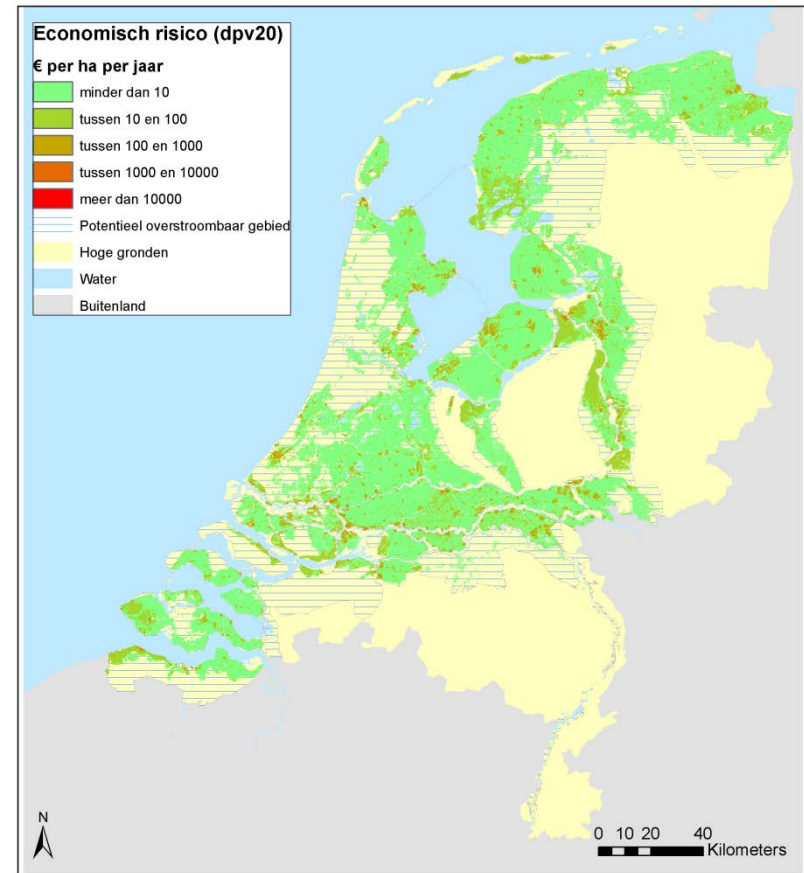 Economisch risico (dpv20)
€ per ha per jaar
minder dan 10
tussen 10 en 100
tussen 100 en 1000
tussen 1000 en 10000
meer dan 10000
Potentieel overstroombaar gebied
Hoge gronden
Water
Buitenland
N
0 10 20 40
Kilometers